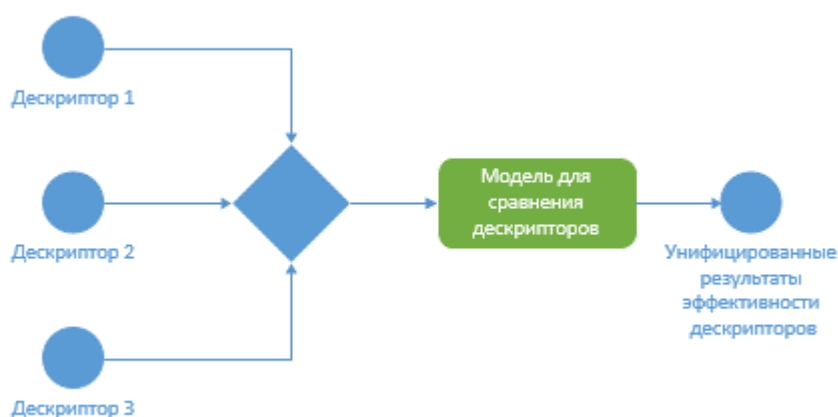 Дескриптор 1
Дескриптор 2
Модель для
сравнения
дескрипторов
Унифицированные
результаты
эффективности
дескрипторов
Дескриптор 3